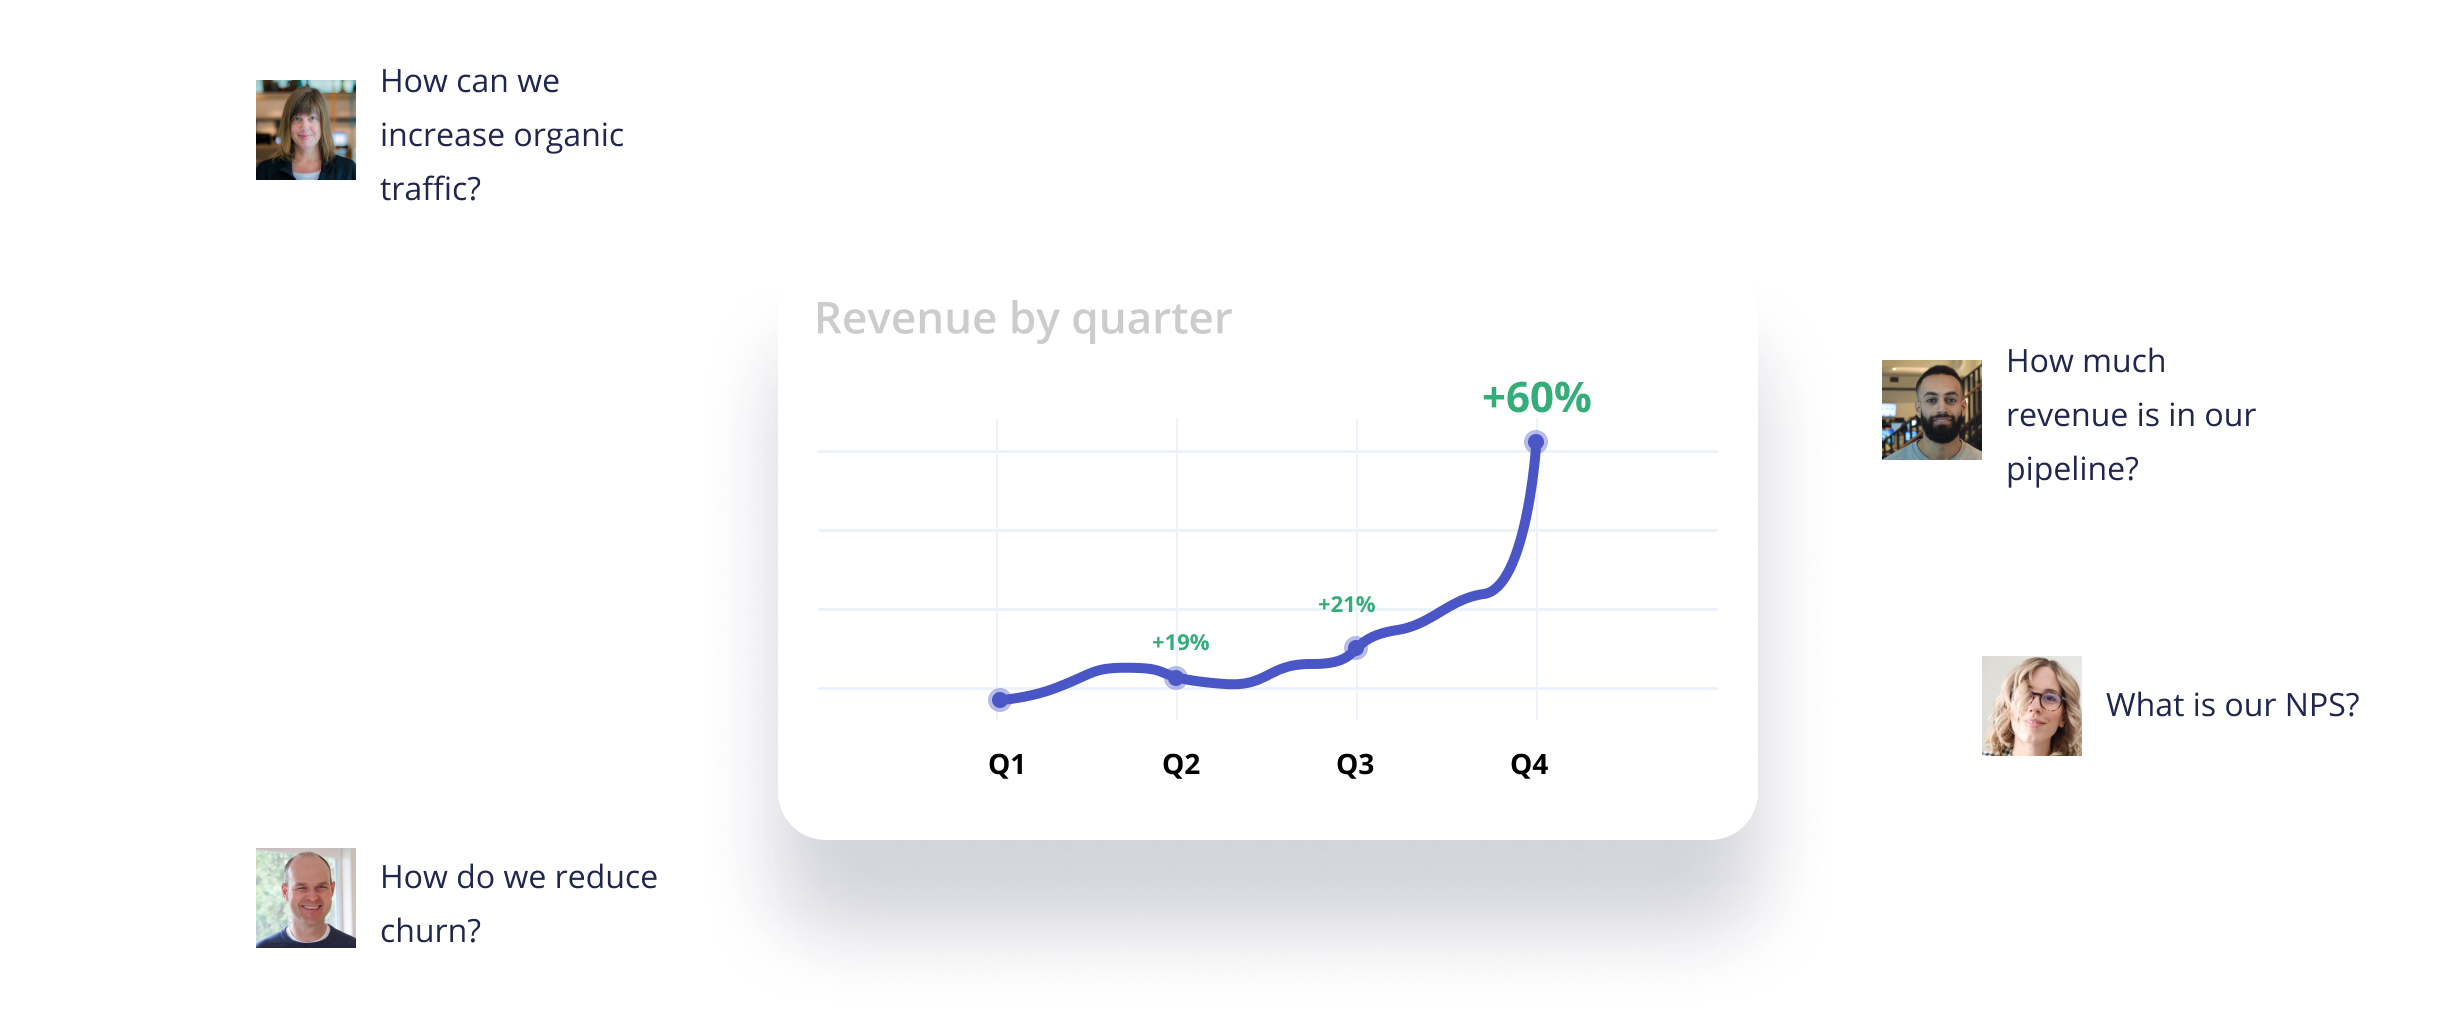 How can we
increase organic
traffic?
Revenue by quarter
+60%
+21%
+19%
Q1 Q2 Q3 Q4
How much
revenue is in our
pipeline?
What is our NPS?
How do we reduce
churn?